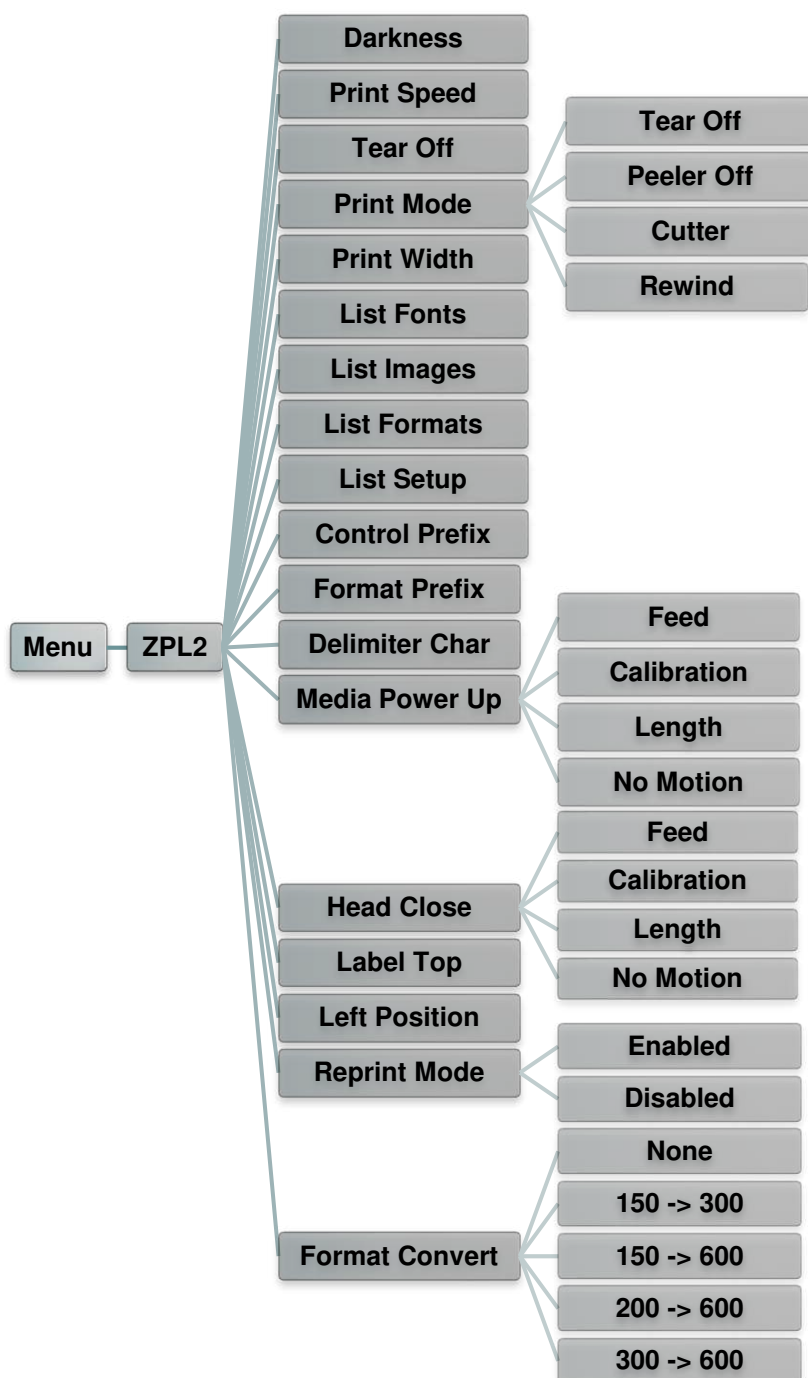 Menu
ZPL2
Darkness
Print Speed
Tear Off
Print Mode
Tear Off
Peeler Off
Cutter
Rewind
Print Width
List Fonts
List Images
List Formats
List Setup
Control Prefix
Format Prefix
Delimiter Char
Media Power Up
Feed
Calibration
Length
No Motion
Head Close
Feed
Calibration
Length
No Motion
Label Top
Left Position
Reprint Mode
Enabled
Disabled
Format Convert
None
150 -> 300
150 -> 600
200 -> 600
300 -> 600